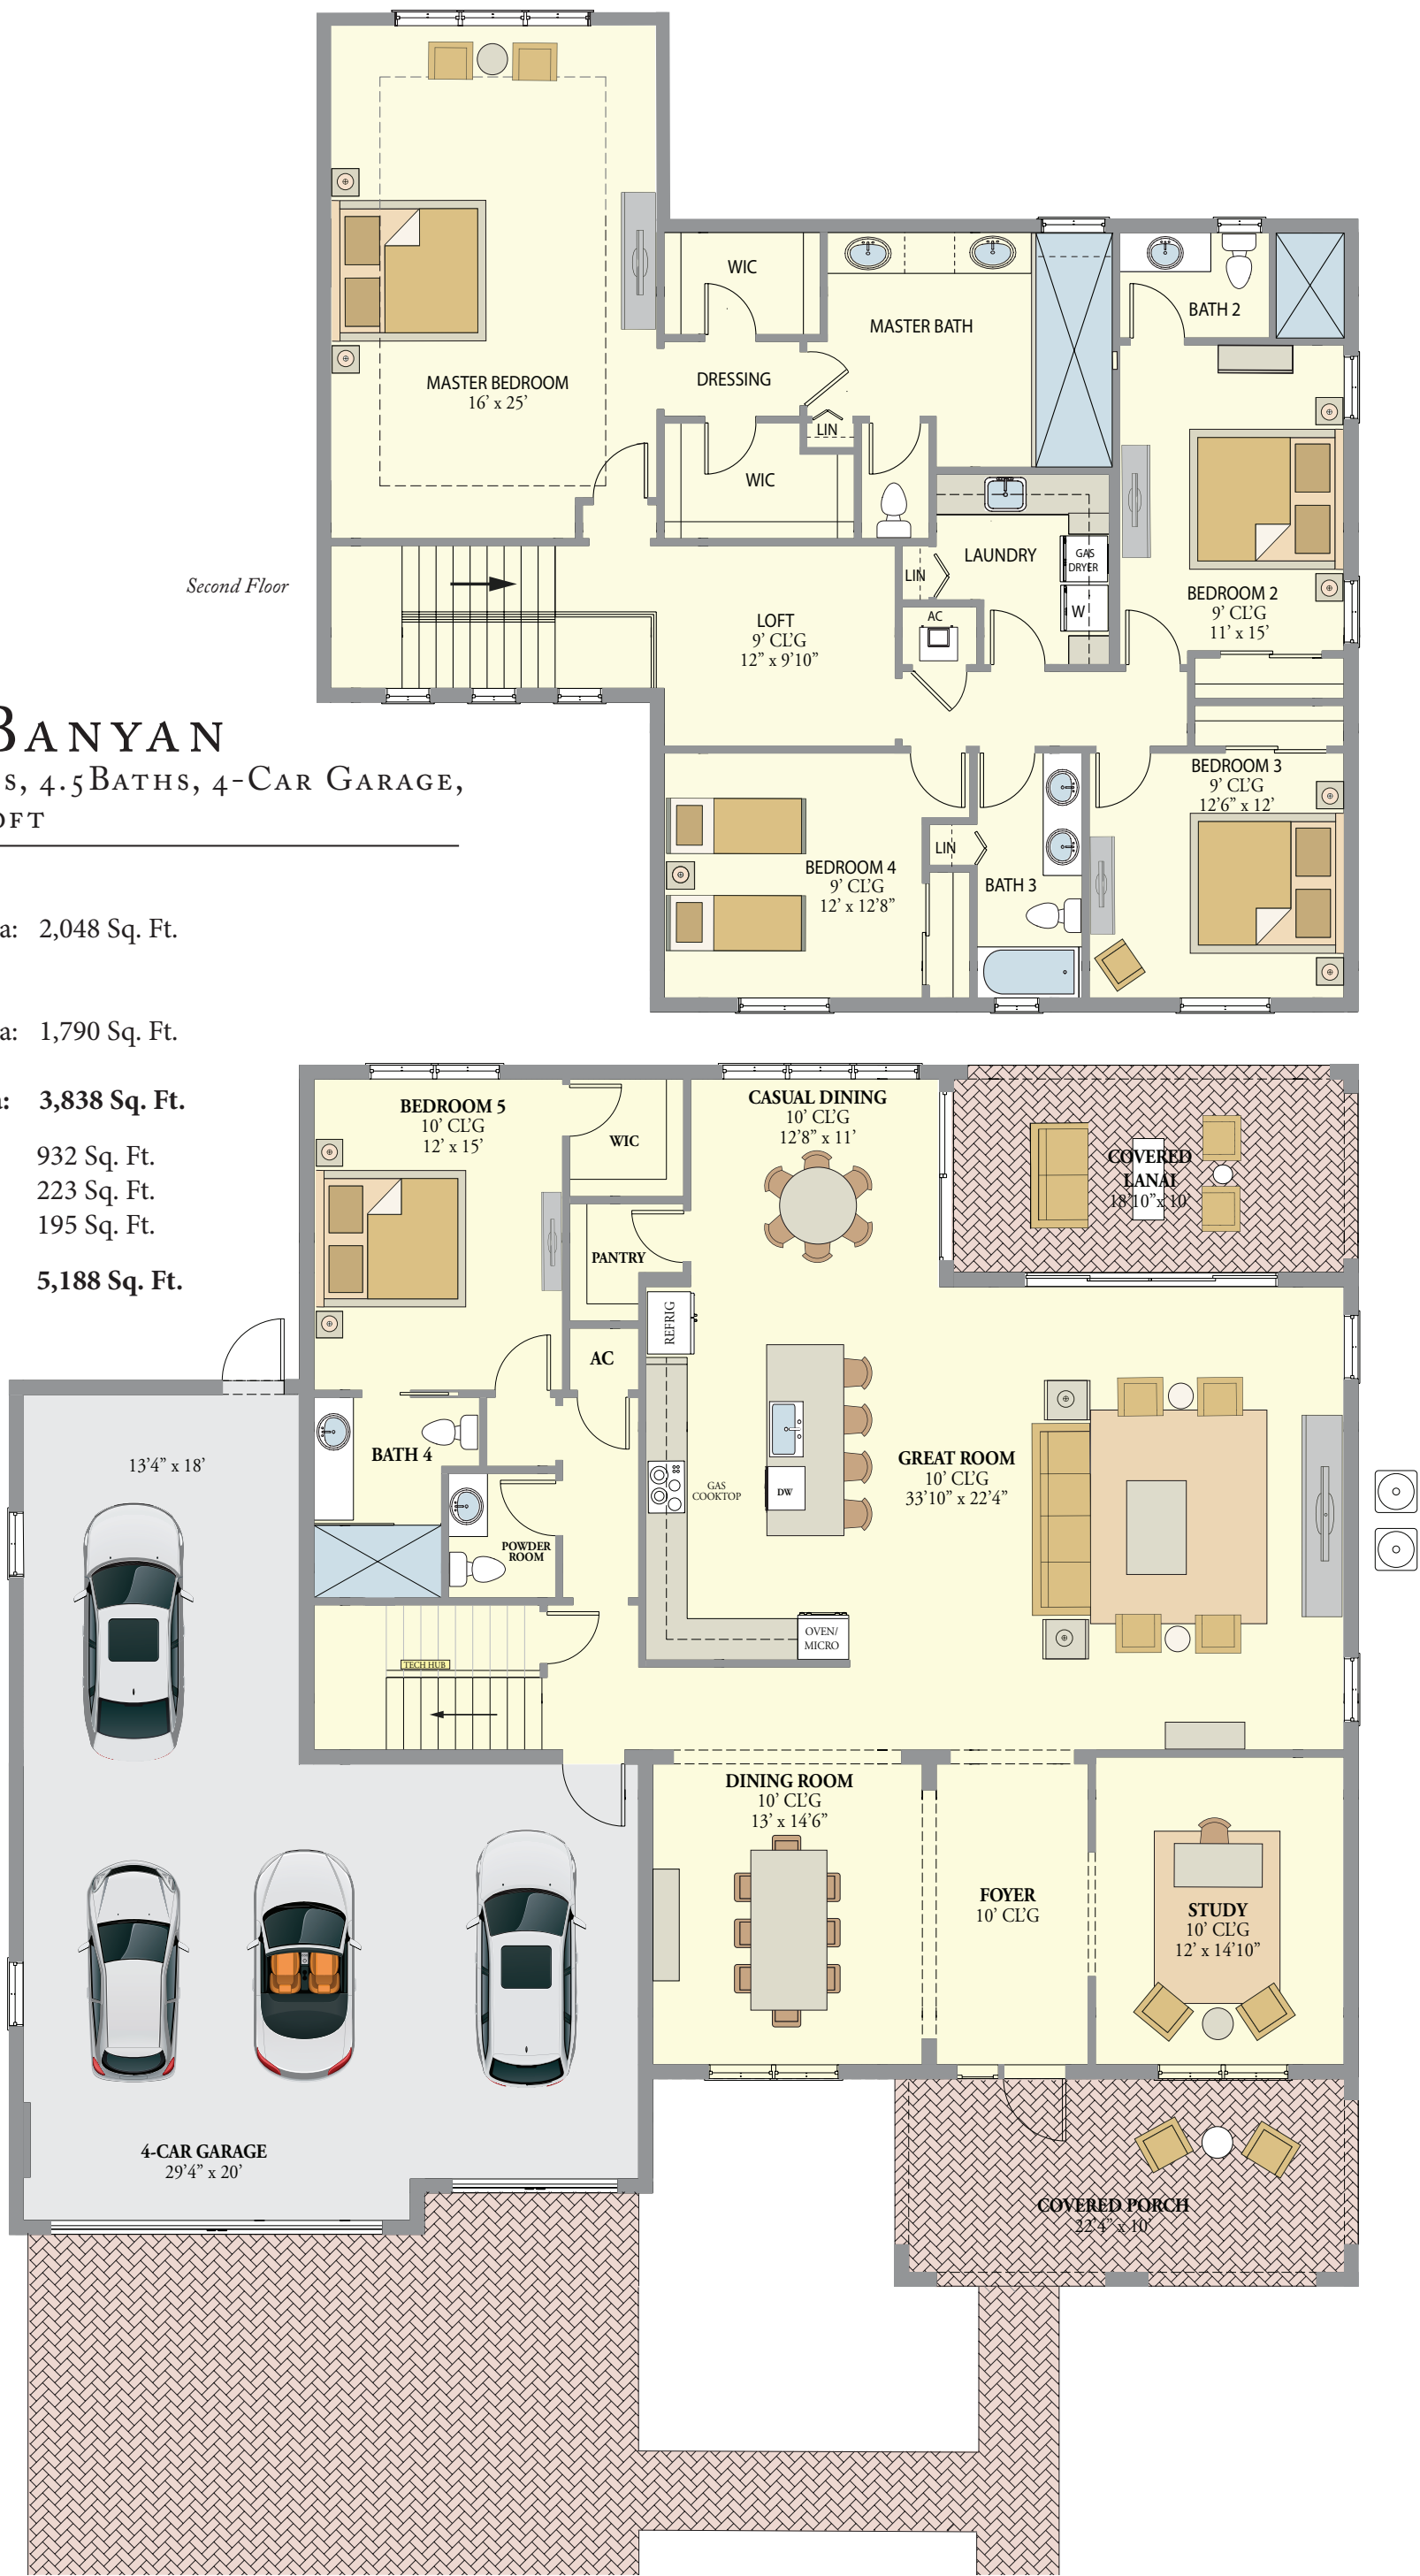 MASTER BEDROOM
16’ x 25’
WIC
DRESSING
WIC
LIN
MASTER BATH
BATH 2
LAUNDRY
LIN
GAS
DRYER
W
AC
BEDROOM 2
9’ CL’G
11’ x 15’
Second Floor
LOFT
9’ CL’G
12” x 9’10”
BEDROOM 3
9’ CL’G
12’6” x 12’
BEDROOM 4
9’ CL’G
12’ x 12’8”
LIN
BATH 3
BANYAN
S, 4.5 BATHS, 4-CAR GARAGE,
OFT
a: 2,048 Sq. Ft.
a: 1,790 Sq. Ft.
a: 3,838 Sq. Ft.
932 Sq. Ft.
223 Sq. Ft.
195 Sq. Ft.
5,188 Sq. Ft.
BEDROOM 5
10’ CL’G
12’ x 15’
WIC
PANTRY
AC
REFRIG
CASUAL DINING
10’ CL’G
12’8” x 11’
COVERED
LANAI
18’10”x 10’
13’4” x 18’
BATH 4
POWDER
ROOM
GAS
COOKTOP
DW
GREAT ROOM
10’ CL’G
33’10” x 22’4”
OVEN/
MICRO
TECH HUB
DINING ROOM
10’ CL’G
13’ x 14’6”
FOYER
10’ CL’G
STUDY
10’ CL’G
12’ x 14’10”
4-CAR GARAGE
29’4” x 20’
COVERED PORCH
22’4” x 10’